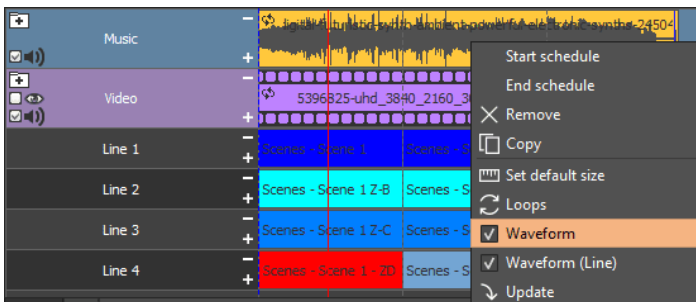 Music
Video
5396825-uhd_3840_2160_3
Line 1
Scenes - Scene 1
Scenes - S
Line 2
Scenes - Scene 1 Z-B
Scenes - S
Line 3
Scenes - Scene 1 Z-C
Scenes - S
Line 4
Scenes - Scene 1 - ZD
Scenes - S
Start schedule
End schedule
Remove
Copy
Set default size
Loops
Waveform
Waveform (Line)
Update